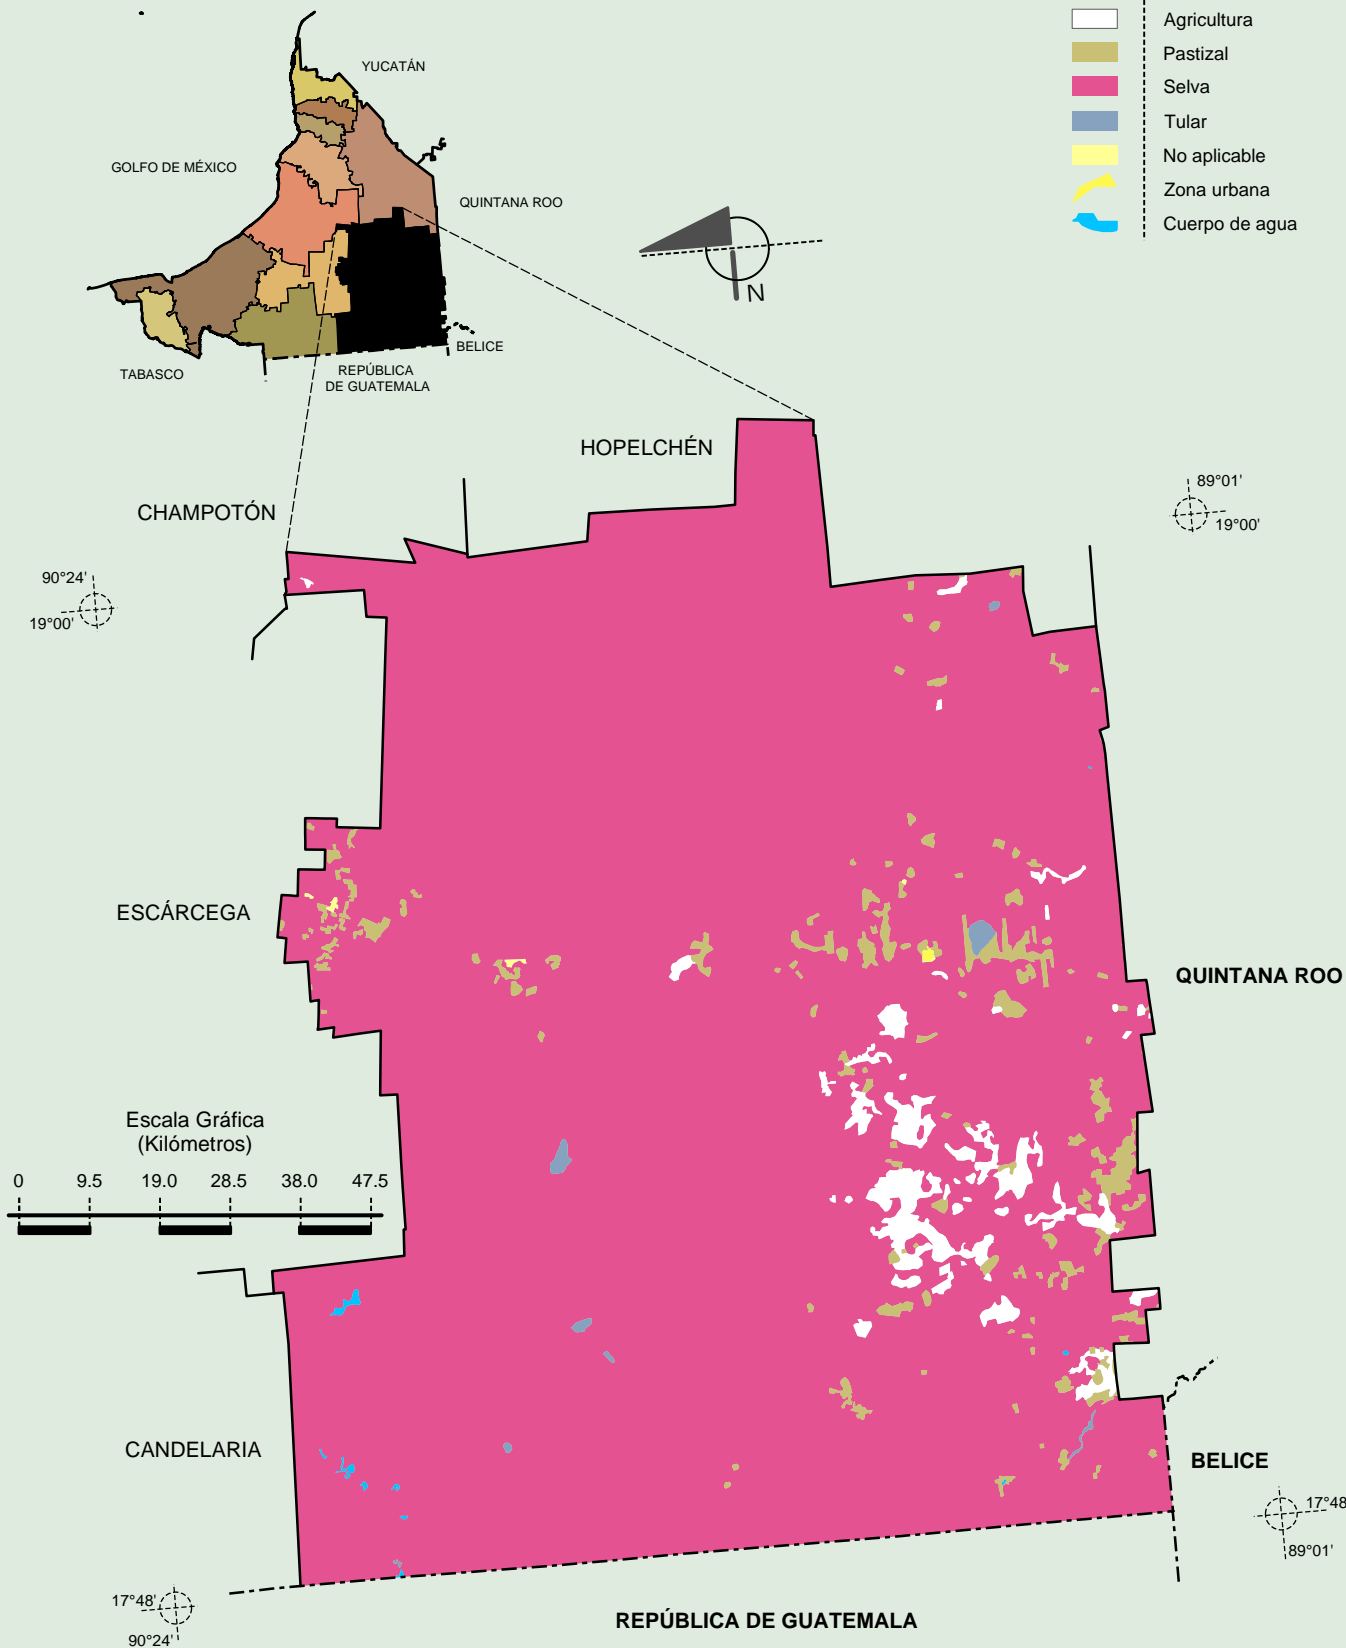 Agricultura
Pastizal
Selva
Tular
No aplicable
Zona urbana
Cuerpo de agua
YUCATÁN
GOLFO DE MÉXICO
QUINTANA ROO
BELICE
TABASCO
REPÚBLICA
DE GUATEMALA
N
HOPELCHÉN
CHAMPOTÓN
89°01'
19°00'
90°24'
19°00'
ESCÁRCEGA
QUINTANA ROO
Escala Gráfica
(Kilómetros)
0 9.5 19.0 28.5 38.0 47.5
CANDELARIA
BELICE
17°48
89°01'
17°48'
90°24'
REPÚBLICA DE GUATEMALA